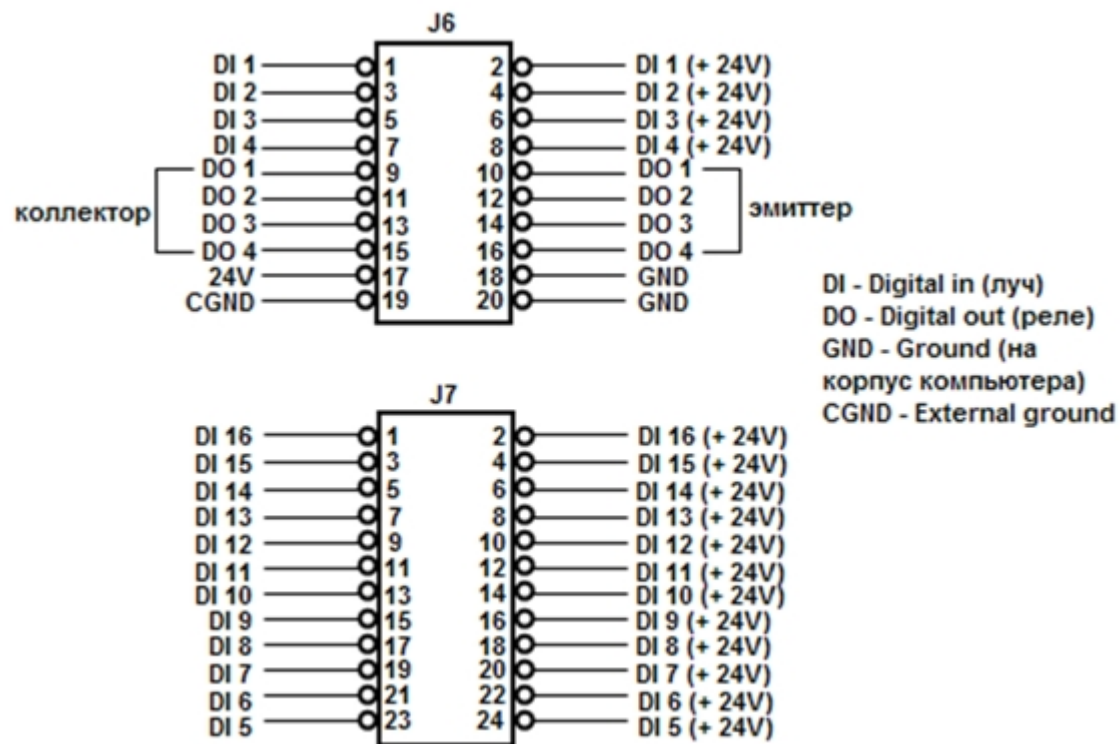 J6
DI 1 1 2 DI 1 (+ 24V)
DI 2 3 4 DI 2 (+ 24V)
DI 3 5 6 DI 3 (+ 24V)
DI 4 7 8 DI 4 (+ 24V)
DO 1 9 10 DO 1
DO 2 11 12 DO 2
коллектор эмиттер
DO 3 13 14 DO 3
DO 4 15 16 DO 4
24V 17 18 GND
CGND 19 20 GND
DI - Digital in (луч)
DO - Digital out (реле)
GND - Ground (на
корпус компьютера)
CGND - External ground
J7
DI 16 1 2 DI 16 (+ 24V)
DI 15 3 4 DI 15 (+ 24V)
DI 14 5 6 DI 14 (+ 24V)
DI 13 7 8 DI 13 (+ 24V)
DI 12 9 10 DI 12 (+ 24V)
DI 11 11 12 DI 11 (+ 24V)
DI 10 13 14 DI 10 (+ 24V)
DI 9 15 16 DI 9 (+ 24V)
DI 8 17 18 DI 8 (+ 24V)
DI 7 19 20 DI 7 (+ 24V)
DI 6 21 22 DI 6 (+ 24V)
DI 5 23 24 DI 5 (+ 24V)